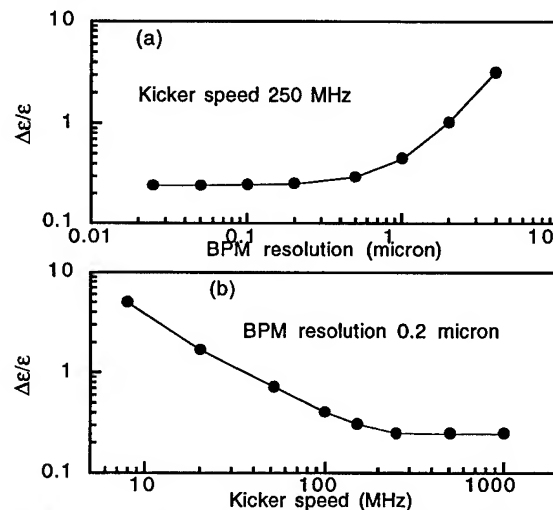 10
(a)
Kicker speed 250 MHz
Δε/ε
1
0.1
0.01 0.1 1 10
BPM resolution (micron)
10
(b)
BPM resolution 0.2 micron
Δε/ε
1
0.1
10 100 1000
Kicker speed (MHz)